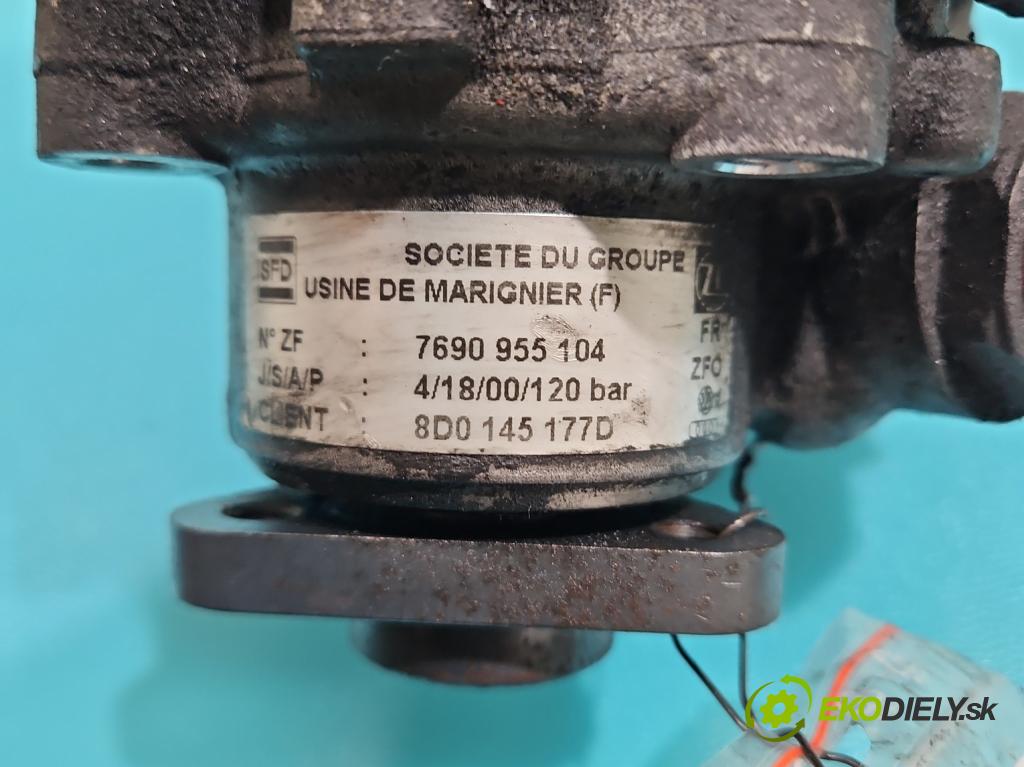 SFD
SOCIETE DU GROUPE
USINE DE MARIGNIER (F)
N° ZF : 7690 955 104 FR
J/S/A/P : 4/18/00/120 bar ZFO
CLIENT : 8D0 145 177D
EKODIELY.sk